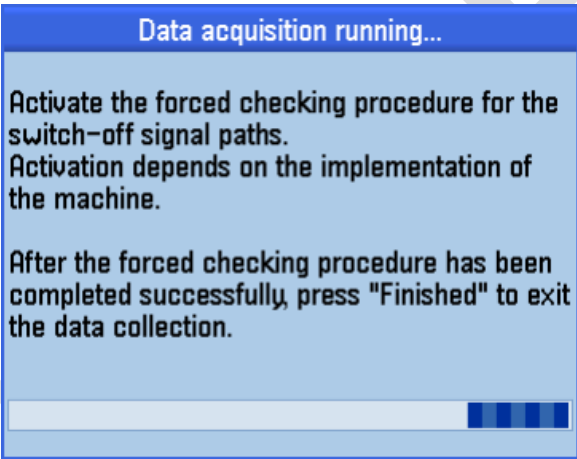 Data acquisition running...
Activate the forced checking procedure for the
switch-off signal paths.
Activation depends on the implementation of
the machine.
After the forced checking procedure has been
completed successfully, press "Finished" to exit
the data collection.